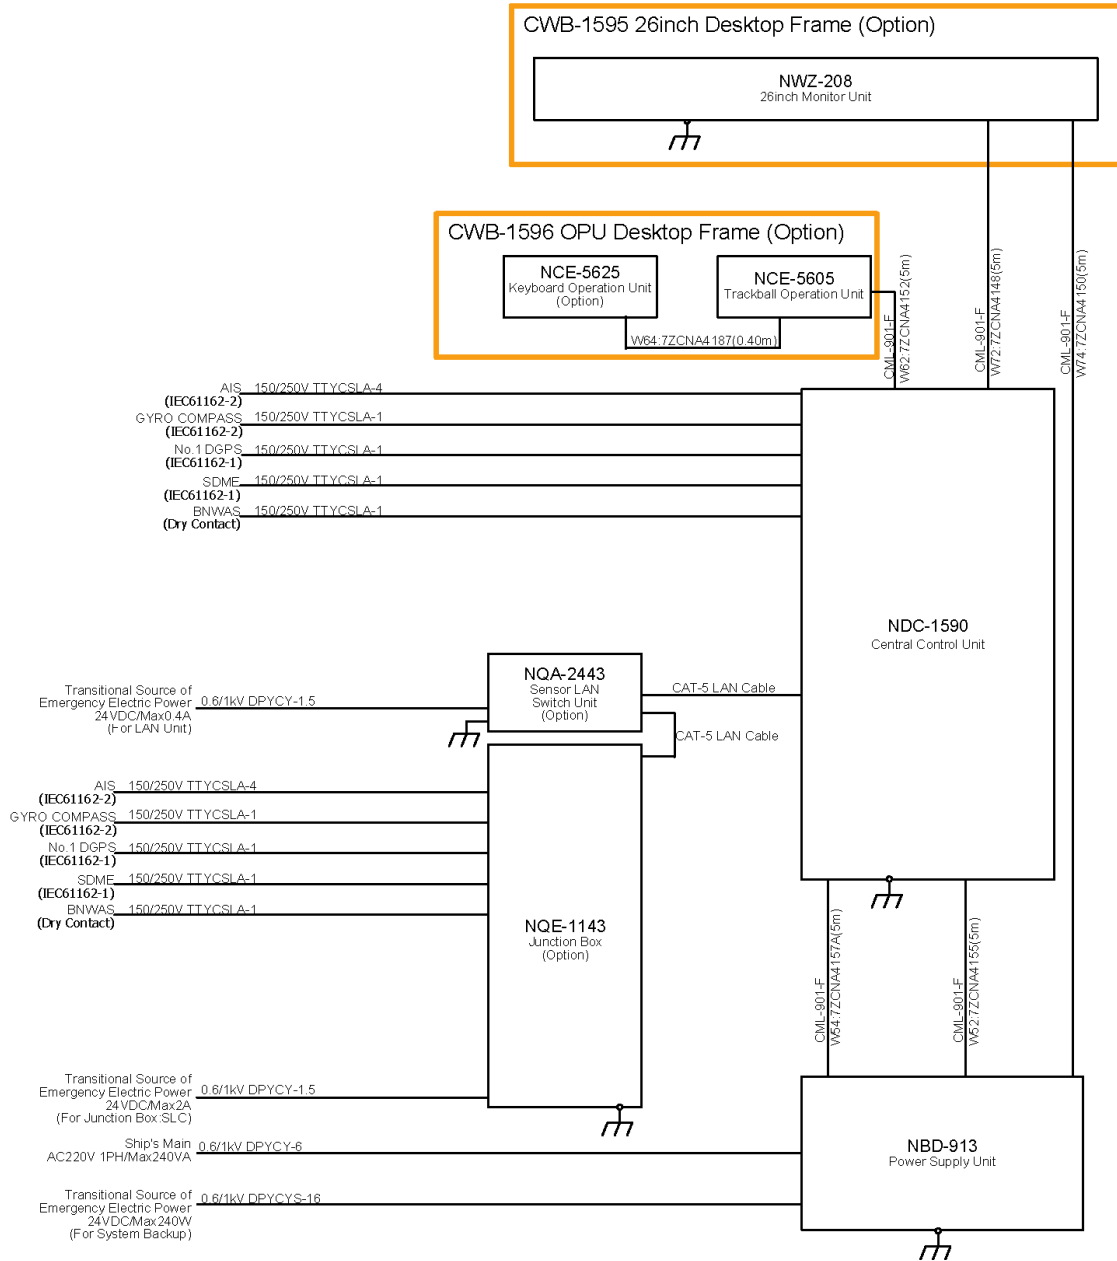 CWB-1595 26inch Desktop Frame (Option)
NWZ-208
26inch Monitor Unit
CWB-1596 OPU Desktop Frame (Option)
NCE-5625
Keyboard Operation Unit
(Option)
NCE-5605
Trackball Operation Unit
W64:7ZCNA4187(0.40m)
CML-901-F
W62:7ZCNA4152(5m)
CML-901-F
W72:7ZCNA4148(5m)
CML-901-F
W74:7ZCNA4150(5m)
AIS 150/250V TTYCSLA-4
(IEC61162-2)
GYRO COMPASS 150/250V TTYCSLA-1
(IEC61162-2)
No.1 DGPS 150/250V TTYCSLA-1
(IEC61162-1)
SDME 150/250V TTYCSLA-1
(IEC61162-1)
BNWAS 150/250V TTYCSLA-1
(Dry Contact)
NDC-1590
Central Control Unit
NQA-2443
Sensor LAN
Switch Unit
(Option)
CAT-5 LAN Cable
CAT-5 LAN Cable
Transitional Source of
Emergency Electric Power 0.6/1kV DPYCY-1.5
24VDC/Max0.4A
(For LAN Unit)
AIS 150/250V TTYCSLA-4
(IEC61162-2)
GYRO COMPASS 150/250V TTYCSLA-1
(IEC61162-2)
No.1 DGPS 150/250V TTYCSLA-1
(IEC61162-1)
SDME 150/250V TTYCSLA-1
(IEC61162-1)
BNWAS 150/250V TTYCSLA-1
(Dry Contact)
NQE-1143
Junction Box
(Option)
CML-901-F
W54:7ZCNA4157A(5m)
CML-901-F
W52:7ZCNA4155(5m)
Transitional Source of
Emergency Electric Power 0.6/1kV DPYCY-1.5
24VDC/Max2A
(For Junction Box:SLC)
Ship's Main 0.6/1kV DPYCY-6
AC220V 1PH/Max240VA
NBD-913
Power Supply Unit
Transitional Source of
Emergency Electric Power 0.6/1kV DPYCYS-16
24VDC/Max240W
(For System Backup)